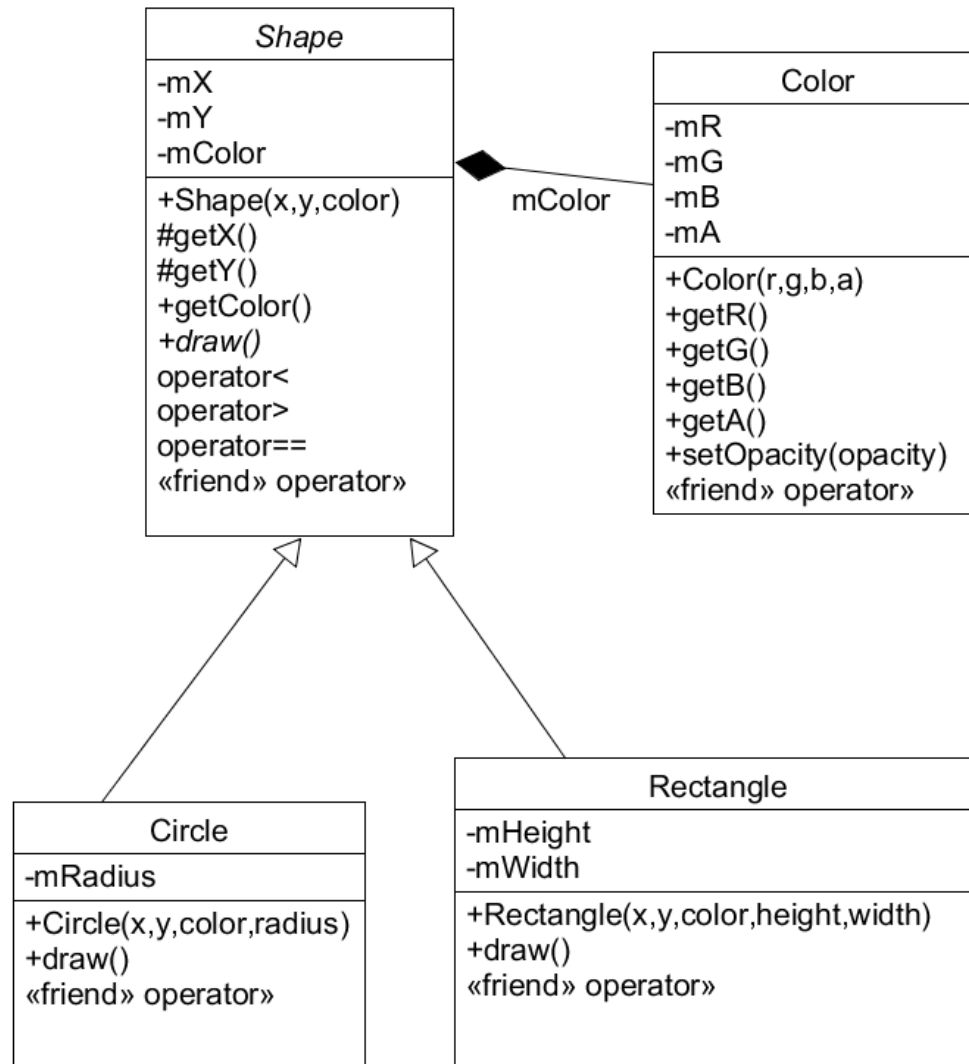 Shape
-mX
-mY
-mColor
+Shape(x,y,color)
#getX()
#getY()
+getColor()
+draw()
operator<
operator>
operator==
«friend» operator»
mColor
Color
-mR
-mG
-mB
-mA
+Color(r,g,b,a)
+getR()
+getG()
+getB()
+getA()
+setOpacity(opacity)
«friend» operator»
Circle
-mRadius
+Circle(x,y,color,radius)
+draw()
«friend» operator»
Rectangle
-mHeight
-mWidth
+Rectangle(x,y,color,height,width)
+draw()
«friend» operator»